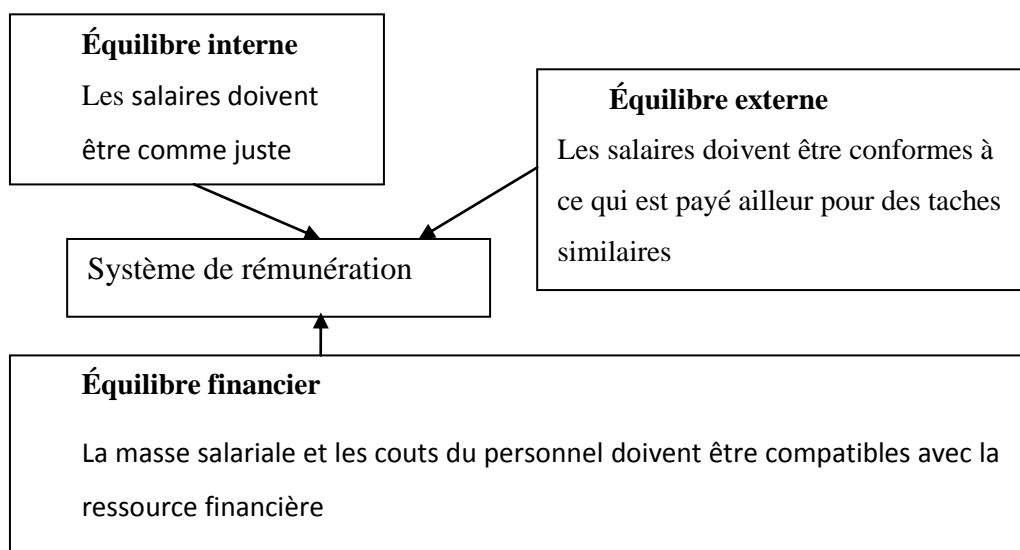 Équilibre interne
Les salaires doivent
être comme juste
Équilibre externe
Les salaires doivent être conformes à
ce qui est payé ailleur pour des taches
similaires
Système de rémunération
Équilibre financier
La masse salariale et les couts du personnel doivent être compatibles avec la
ressource financière